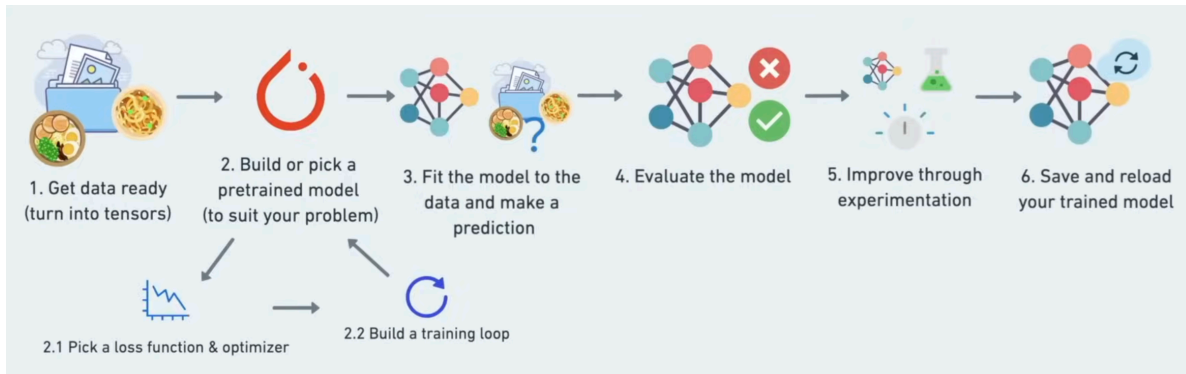 1. Get data ready
(turn into tensors)
2. Build or pick a
pretrained model
(to suit your problem)
3. Fit the model to the
data and make a
prediction
4. Evaluate the model
5. Improve through
experimentation
6. Save and reload
your trained model
2.1 Pick a loss function & optimizer
2.2 Build a training loop